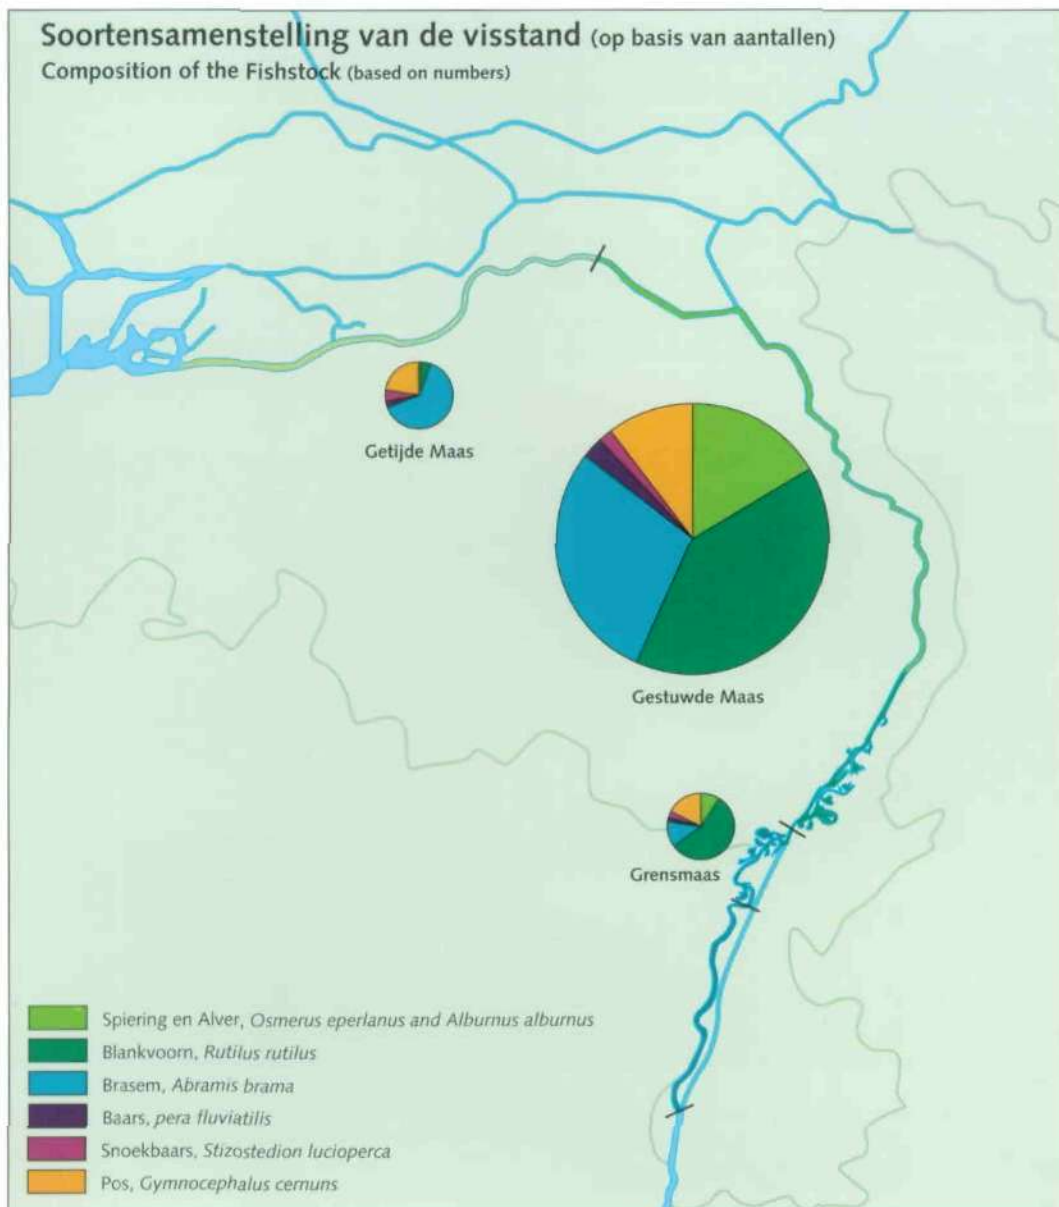 Soortensamenstelling van de visstand (op basis van aantallen)
Composition of the Fishstock (based on numbers)
Getijde Maas
Gestuwde Maas
Grensmaas
Spiering en Alver, Osmerus eperlanus and Alburnus alburnus
Blankvoorn, Rutilus rutilus
Brasem, Abramis brama
Baars, pera fluviatilis
Snoekbaars, Stizostedion lucioperca
Pos, Gymnocephalus cernuns